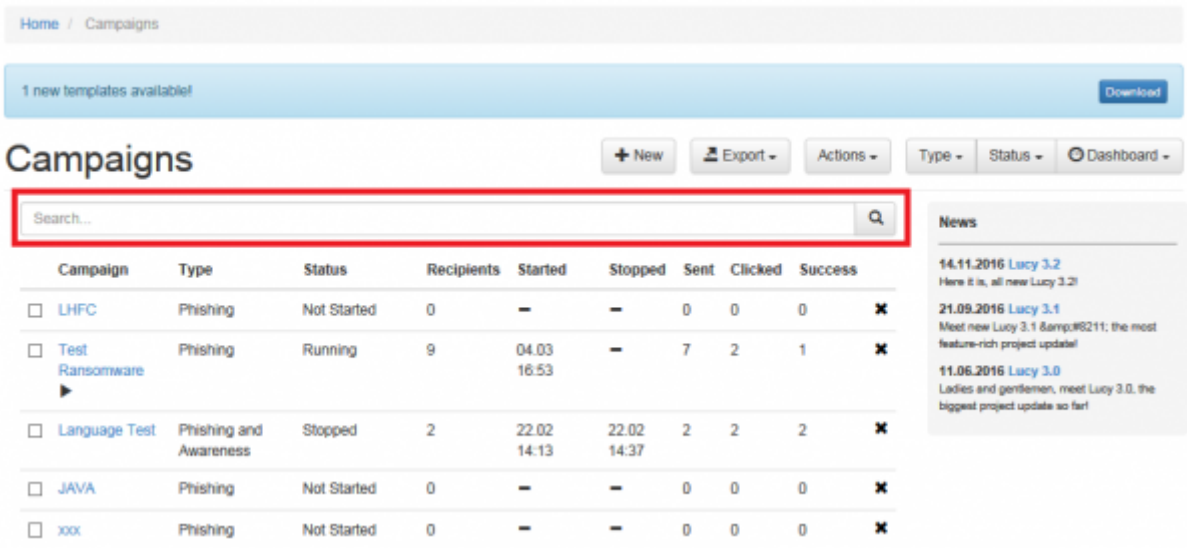 Home / Campaigns
1 new templates available!
Download
Campaigns
New
Export
Actions
Type
Status
Dashboard
Search...
Campaign Type Status Recipients Started Stopped Sent Clicked Success
LHFC Phishing Not Started 0 – – 0 0 0
Test Phishing Running 9 04.03 – 7 2 1
Ransomware 16:53
Language Test Phishing and Stopped 2 22.02 22.02 2 2 2
Awareness 14:13 14:37
JAVA Phishing Not Started 0 – – 0 0 0
xxx Phishing Not Started 0 – – 0 0 0
News
14.11.2016 Lucy 3.2
Here it is, all new Lucy 3.2!
21.09.2016 Lucy 3.1
Meet new Lucy 3.1 &amp;#8211; the most
feature-rich project update!
11.06.2016 Lucy 3.0
Ladies and gentlemen, meet Lucy 3.0, the
biggest project update so far!